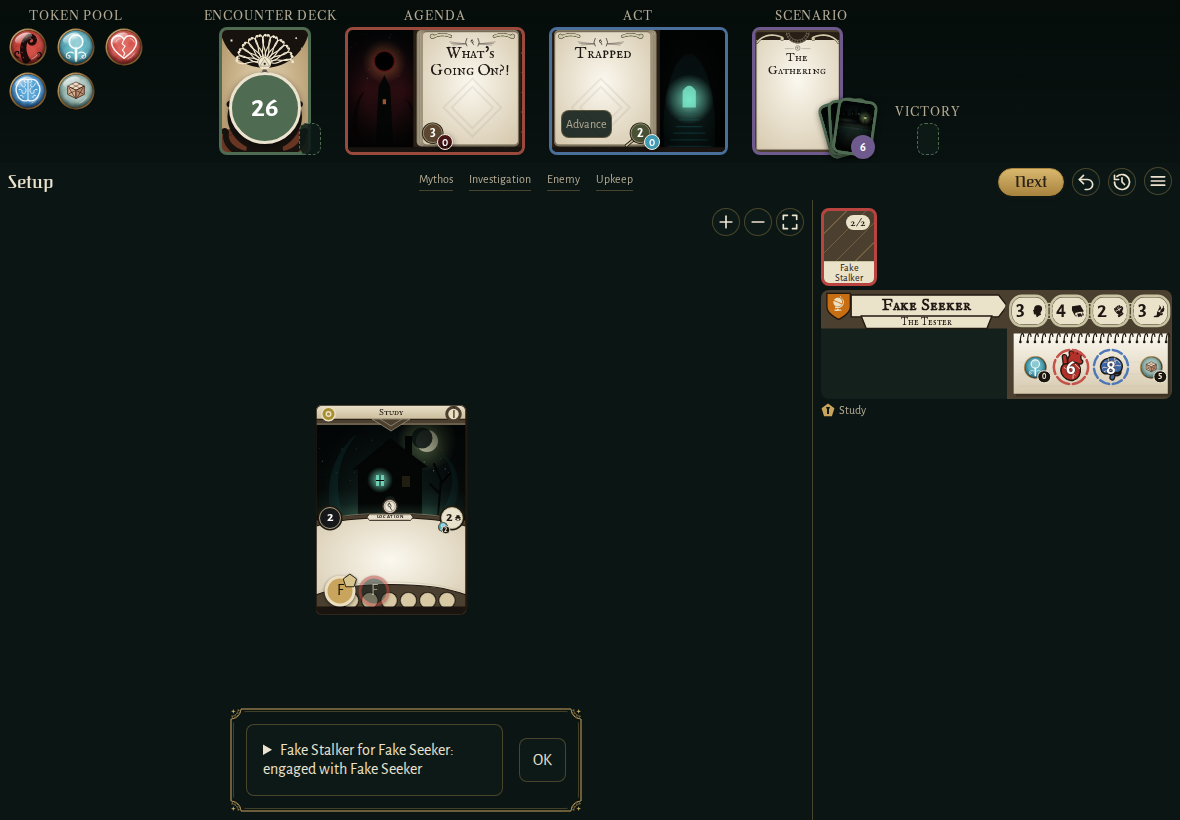 TOKEN POOL
ENCOUNTER DECK
AGENDA
ACT
SCENARIO
26
What's
Going On?!
3
0
Trapped
Advance
2
0
The
Gathering
6
VICTORY
Setup
Mythos
Investigation
Enemy
Upkeep
Next
2/2
Fake
Stalker
Fake Seeker
The Tester
3
4
2
3
0
6
8
5
Study
Study
2
LOCATION
2
2
F
F
Fake Stalker for Fake Seeker:
engaged with Fake Seeker
OK